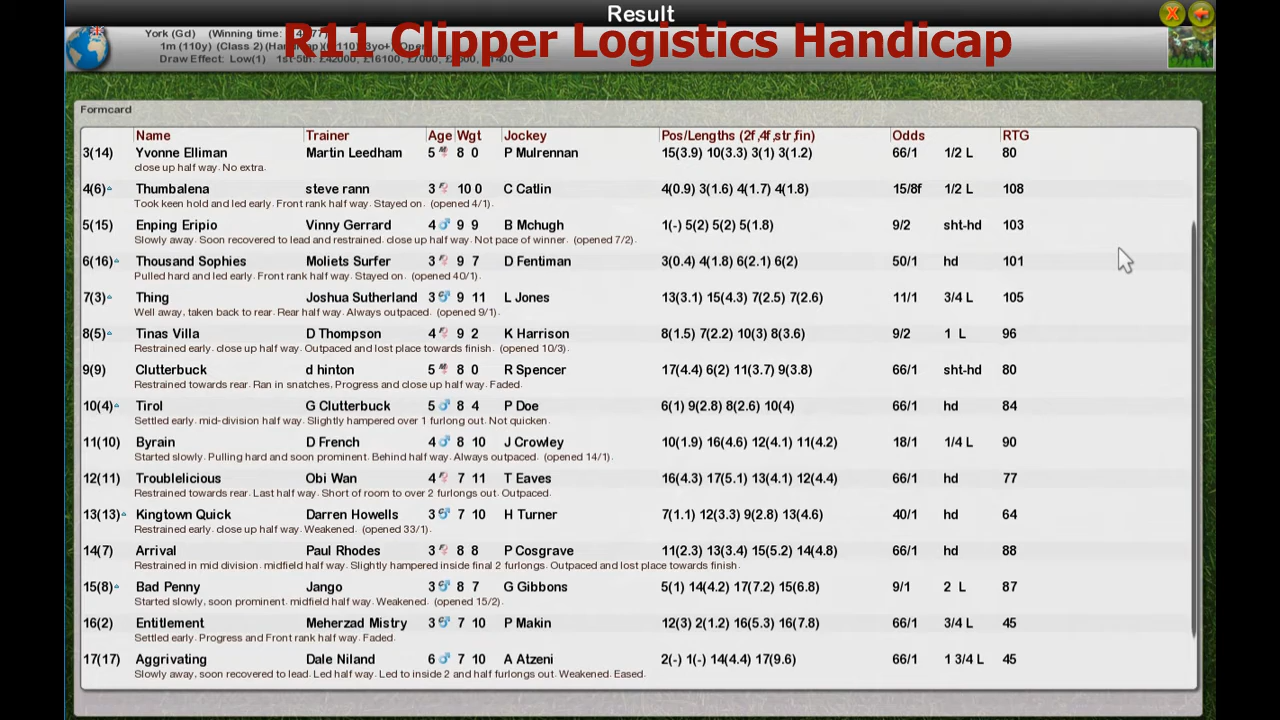 Result
York (Gd) (Winning time:
R11 Clipper Logistics Handicap
1m (110y) (Class 2)
Draw Effect: Low(1) 1st-5th: £42000, £16100, £7000,
Formcard
Name Trainer Age Wgt Jockey Pos/Lengths (2f,4f,str,fin) Odds RTG
3(14) Yvonne Elliman Martin Leedham 5 8 0 P Mulrennan 15(3.9) 10(3.3) 3(1) 3(1.2) 66/1 1/2 L 80
close up half way. No extra.
4(6) Thumbalena steve rann 3 10 0 C Catlin 4(0.9) 3(1.6) 4(1.7) 4(1.8) 15/8f 1/2 L 108
Took keen hold and led early. Front rank half way. Stayed on. (opened 4/1).
5(15) Enping Eripio Vinny Gerrard 4 9 9 B Mchugh 1(-) 5(2) 5(2) 5(1.8) 9/2 sht-hd 103
Slowly away. Soon recovered to lead and restrained. close up half way. Not pace of winner. (opened 7/2).
6(16) Thousand Sophies Moliets Surfer 3 9 7 D Fentiman 3(0.4) 4(1.8) 6(2.1) 6(2) 50/1 hd 101
Pulled hard and led early. Front rank half way. Stayed on. (opened 40/1).
7(3) Thing Joshua Sutherland 3 9 11 L Jones 13(3.1) 15(4.3) 7(2.5) 7(2.6) 11/1 3/4 L 105
Well away, taken back to rear. Rear half way. Always outpaced. (opened 9/1).
8(5) Tinas Villa D Thompson 4 9 2 K Harrison 8(1.5) 7(2.2) 10(3) 8(3.6) 9/2 1 L 96
Restrained early. close up half way. Outpaced and lost place towards finish. (opened 10/3).
9(9) Clutterbuck d hinton 5 8 0 R Spencer 17(4.4) 6(2) 11(3.7) 9(3.8) 66/1 sht-hd 80
Restrained towards rear. Ran in snatches, Progress and close up half way. Faded.
10(4) Tirol G Clutterbuck 5 8 4 P Doe 6(1) 9(2.8) 8(2.6) 10(4) 66/1 hd 84
Settled early. mid-division half way. Slightly hampered over 1 furlong out. Not quicken.
11(10) Byrain D French 4 8 10 J Crowley 10(1.9) 16(4.6) 12(4.1) 11(4.2) 18/1 1/4 L 90
Started slowly. Pulling hard and soon prominent. Behind half way. Always outpaced. (opened 14/1).
12(11) Troublelicious Obi Wan 4 7 11 T Eaves 16(4.3) 17(5.1) 13(4.1) 12(4.4) 66/1 hd 77
Restrained towards rear. Last half way. Short of room to over 2 furlongs out. Outpaced.
13(13) Kingtown Quick Darren Howells 3 7 10 H Turner 7(1.1) 12(3.3) 9(2.8) 13(4.6) 40/1 hd 64
Restrained early. close up half way. Weakened. (opened 33/1).
14(7) Arrival Paul Rhodes 3 8 8 P Cosgrave 11(2.3) 13(3.4) 15(5.2) 14(4.8) 66/1 hd 88
Restrained in mid division. midfield half way. Slightly hampered inside final 2 furlongs. Outpaced and lost place towards finish.
15(8) Bad Penny Jango 3 8 7 G Gibbons 5(1) 14(4.2) 17(7.2) 15(6.8) 9/1 2 L 87
Started slowly, soon prominent. midfield half way. Weakened. (opened 15/2).
16(2) Entitlement Meherzad Mistry 3 7 10 P Makin 12(3) 2(1.2) 16(5.3) 16(7.8) 66/1 3/4 L 45
Settled early. Progress and Front rank half way. Faded.
17(17) Aggrivating Dale Niland 6 7 10 A Atzeni 2(-) 1(-) 14(4.4) 17(9.6) 66/1 1 3/4 L 45
Slowly away, soon recovered to lead. Led half way. Led to inside 2 and half furlongs out. Weakened. Eased.